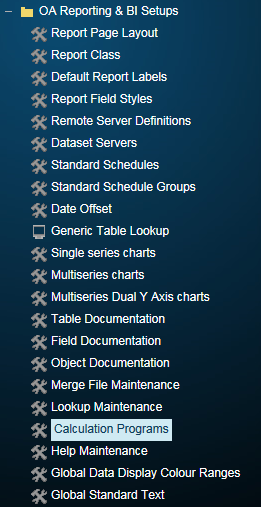 OA Reporting & BI Setups
Report Page Layout
Report Class
Default Report Labels
Report Field Styles
Remote Server Definitions
Dataset Servers
Standard Schedules
Standard Schedule Groups
Date Offset
Generic Table Lookup
Single series charts
Multiseries charts
Multiseries Dual Y Axis charts
Table Documentation
Field Documentation
Object Documentation
Merge File Maintenance
Lookup Maintenance
Calculation Programs
Help Maintenance
Global Data Display Colour Ranges
Global Standard Text